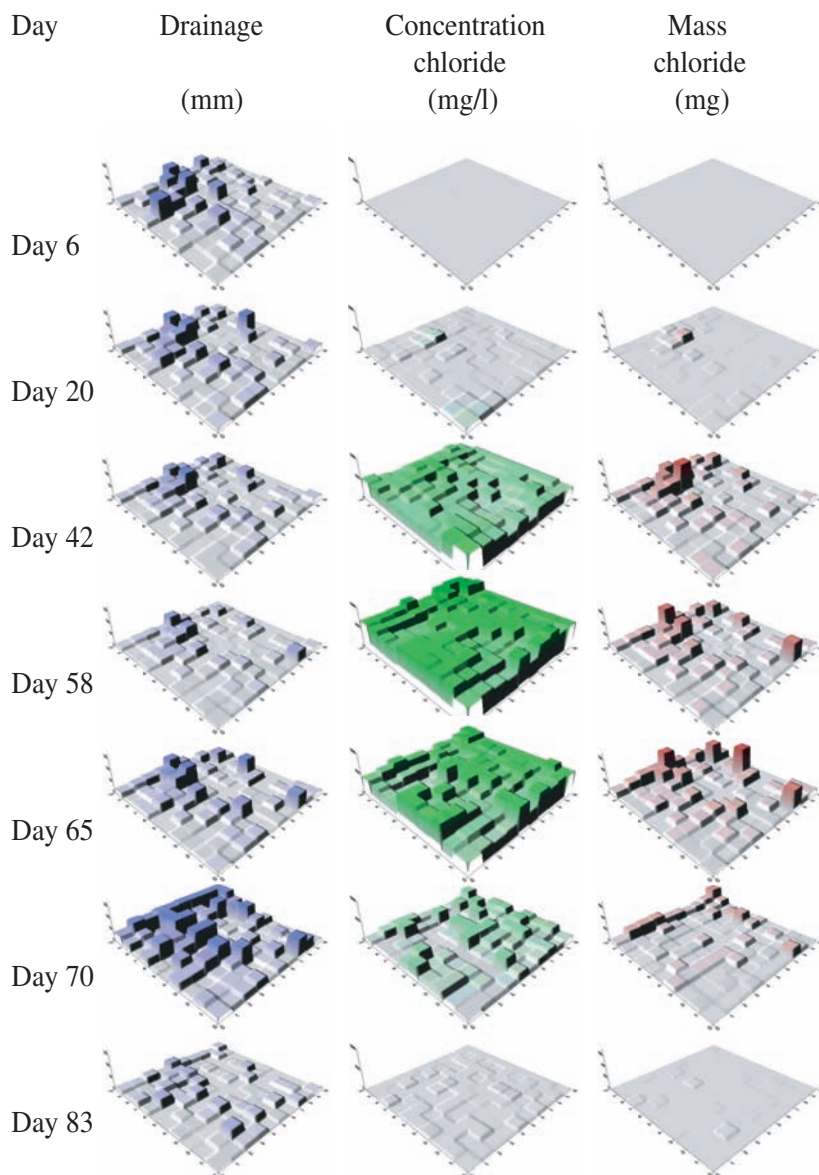 Day Drainage Concentration Mass
chloride chloride
(mm) (mg/l) (mg)
Day 6
Day 20
Day 42
Day 58
Day 65
Day 70
Day 83